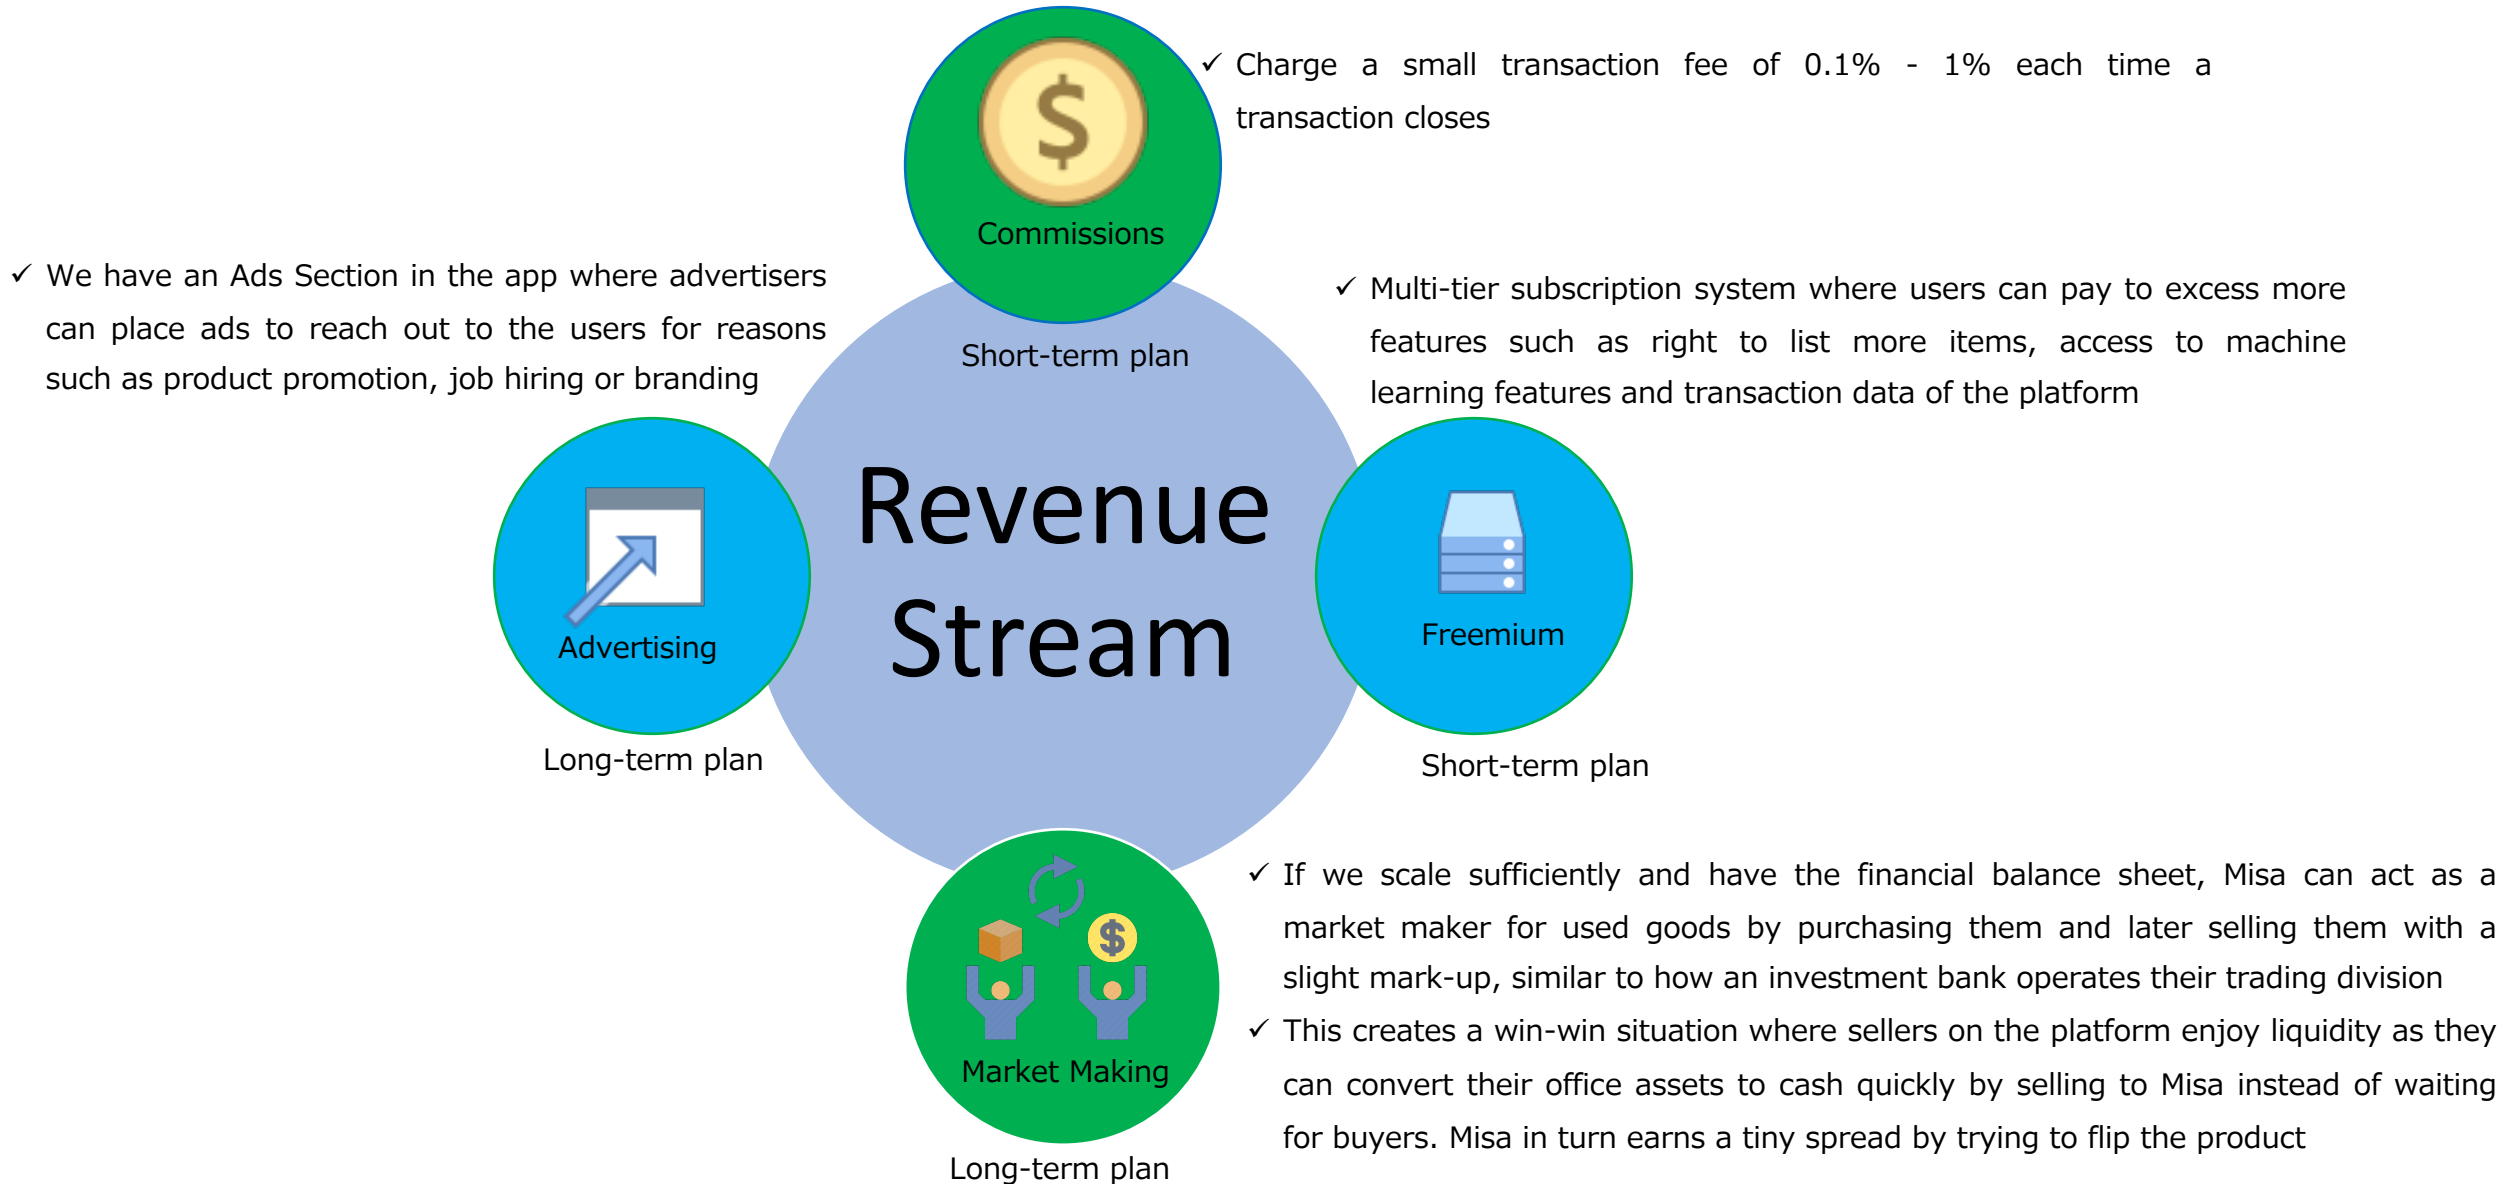 ✓ Charge a small transaction fee of 0.1% - 1% each time a
transaction closes
$
Commissions
Short-term plan
✓ We have an Ads Section in the app where advertisers
can place ads to reach out to the users for reasons
such as product promotion, job hiring or branding
✓ Multi-tier subscription system where users can pay to excess more
features such as right to list more items, access to machine
learning features and transaction data of the platform
Revenue
Stream
Advertising
Long-term plan
Freemium
Short-term plan
$
Market Making
Long-term plan
✓ If we scale sufficiently and have the financial balance sheet, Misa can act as a
market maker for used goods by purchasing them and later selling them with a
slight mark-up, similar to how an investment bank operates their trading division
✓ This creates a win-win situation where sellers on the platform enjoy liquidity as they
can convert their office assets to cash quickly by selling to Misa instead of waiting
for buyers. Misa in turn earns a tiny spread by trying to flip the product